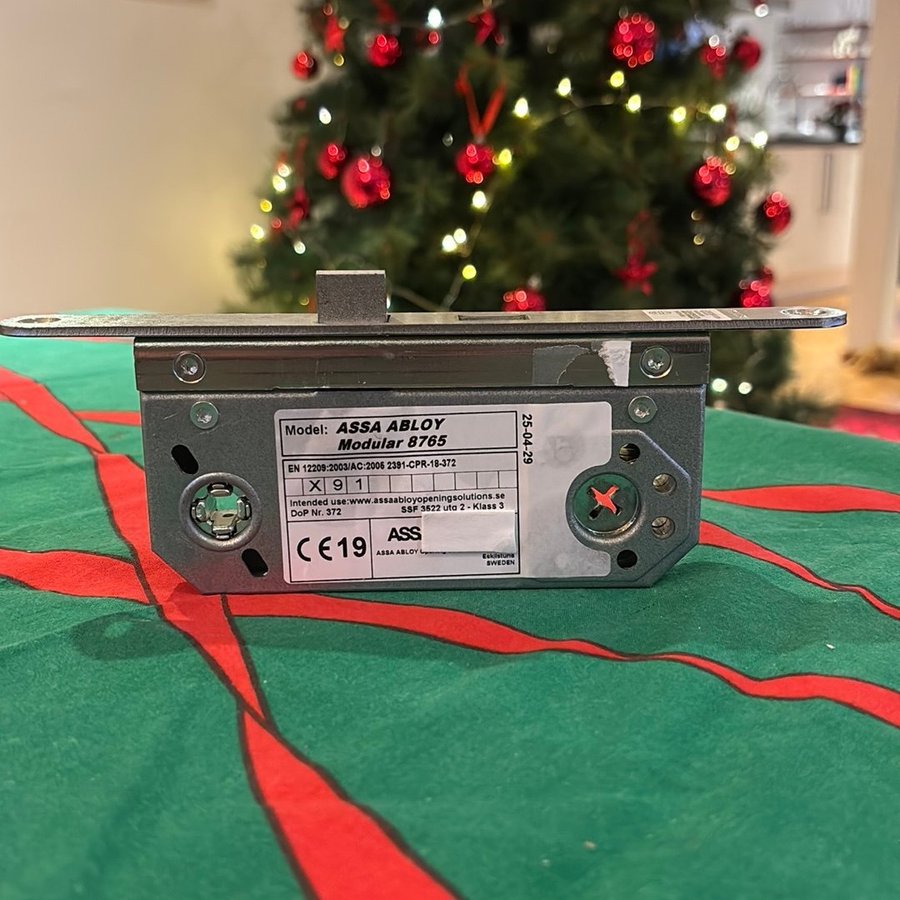 Model: ASSA ABLOY
Modular 8765
25-04-29
EN 12209:2003/AC:2005 2391-CPR-18-372
X 9 1
Intended use:www.assaabloyopeningsolutions.se
DoP Nr. 372 SSF 3522 utg 2 - Klass 3
CE 19
ASS
ASSA ABLOY Opening
Eskilstuna
SWEDEN